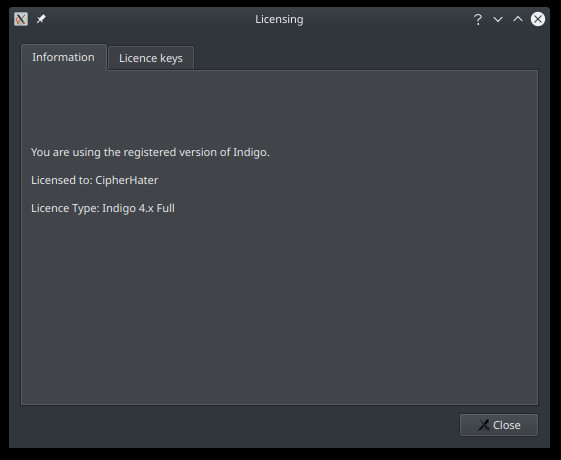 Licensing
Information
Licence keys
You are using the registered version of Indigo.
Licensed to: CipherHater
Licence Type: Indigo 4.x Full
Close